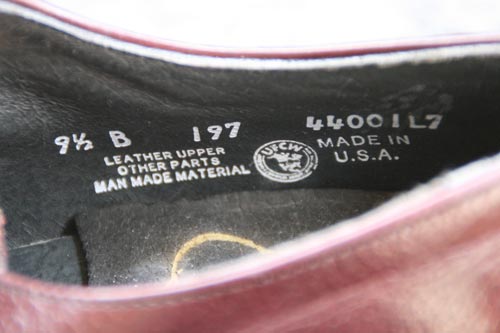 9½ B 197 44001L7
LEATHER UPPER
OTHER PARTS
MAN MADE MATERIAL
UFCW
MADE IN
U.S.A.